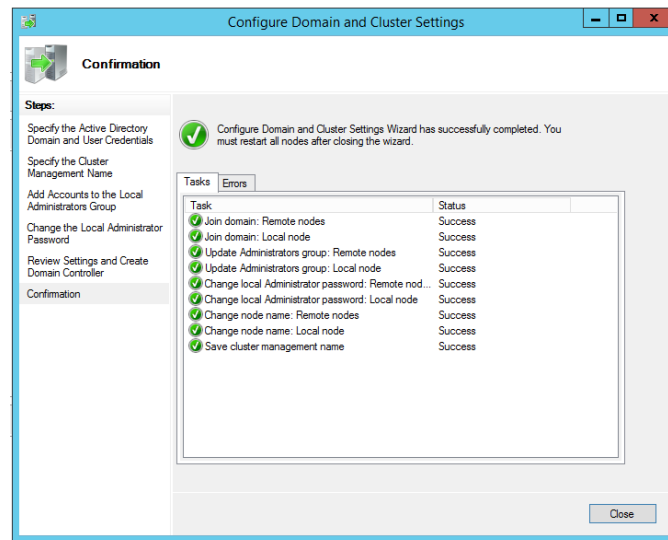 Configure Domain and Cluster Settings
Confirmation
Steps:
Specify the Active Directory
Domain and User Credentials
Specify the Cluster
Management Name
Add Accounts to the Local
Administrators Group
Change the Local Administrator
Password
Review Settings and Create
Domain Controller
Confirmation
Configure Domain and Cluster Settings Wizard has successfully completed. You
must restart all nodes after closing the wizard.
Tasks Errors
Task Status
Join domain: Remote nodes Success
Join domain: Local node Success
Update Administrators group: Remote nodes Success
Update Administrators group: Local node Success
Change local Administrator password: Remote nod... Success
Change local Administrator password: Local node Success
Change node name: Remote nodes Success
Change node name: Local node Success
Save cluster management name Success
Close